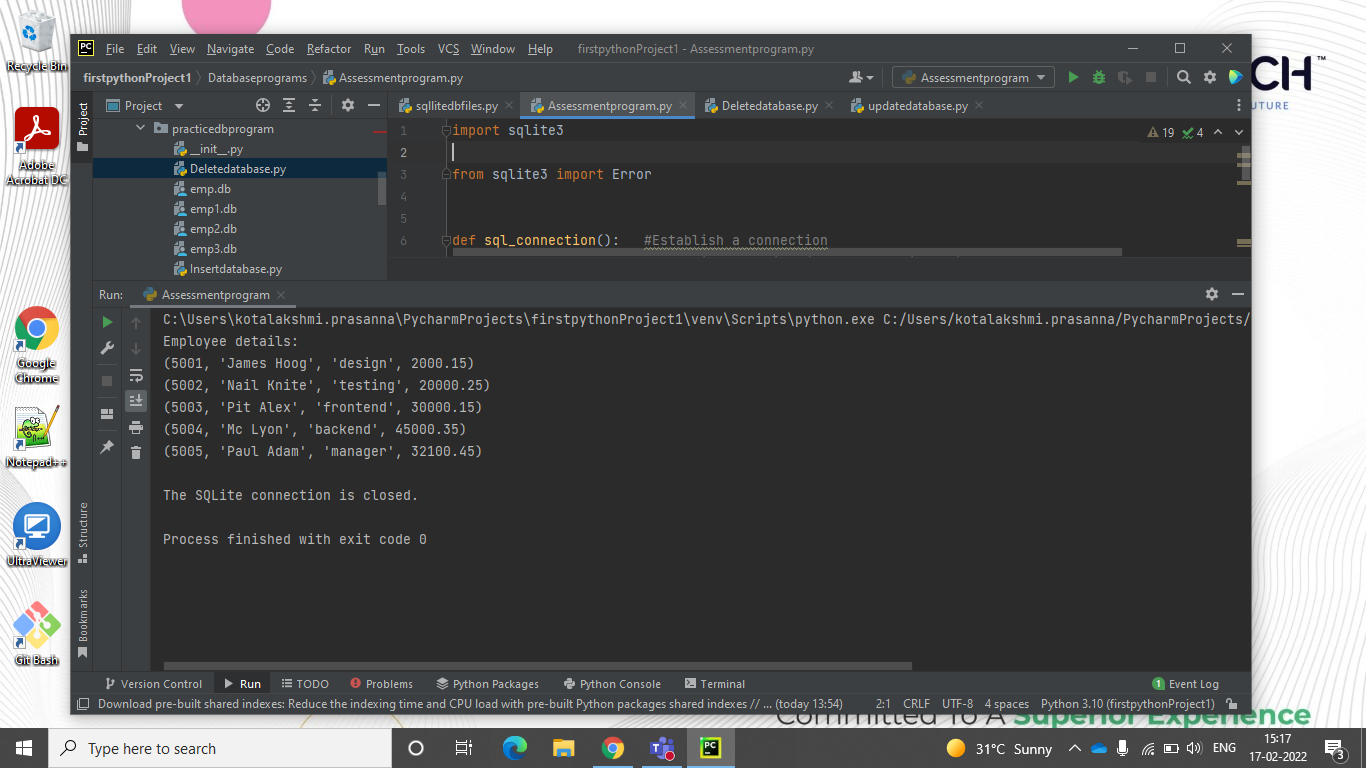 Recycle Bin
Adobe
Acrobat DC
Google
Chrome
Notepad++
UltraViewer
Git Bash
CH™
UTURE
PC File Edit View Navigate Code Refactor Run Tools VCS Window Help firstpythonProject1 - Assessmentprogram.py
firstpythonProject1 Databaseprograms Assessmentprogram.py Assessmentprogram
Project
Project sqllitedbfiles.py Assessmentprogram.py Deletedatabase.py updatedatabase.py
practicedbprogram
__init__.py
Deletedatabase.py
emp.db
emp1.db
emp2.db
emp3.db
Insertdatabase.py
1 import sqlite3
2
3 from sqlite3 import Error
4
5
6 def sql_connection(): #Establish a connection
19 4
Run: Assessmentprogram
C:\Users\kotalakshmi.prasanna\PycharmProjects\firstpythonProject1\venv\Scripts\python.exe C:/Users/kotalakshmi.prasanna/PycharmProjects/
Employee details:
(5001, 'James Hoog', 'design', 2000.15)
(5002, 'Nail Knite', 'testing', 20000.25)
(5003, 'Pit Alex', 'frontend', 30000.15)
(5004, 'Mc Lyon', 'backend', 45000.35)
(5005, 'Paul Adam', 'manager', 32100.45)
The SQLite connection is closed.
Process finished with exit code 0
Structure
Bookmarks
Version Control Run TODO Problems Python Packages Python Console Terminal 1 Event Log
Download pre-built shared indexes: Reduce the indexing time and CPU load with pre-built Python packages shared indexes // ... (today 13:54) 2:1 CRLF UTF-8 4 spaces Python 3.10 (firstpythonProject1)
Committed To A Superior Experience
Type here to search
PC
31°C Sunny
ENG
15:17
17-02-2022
3